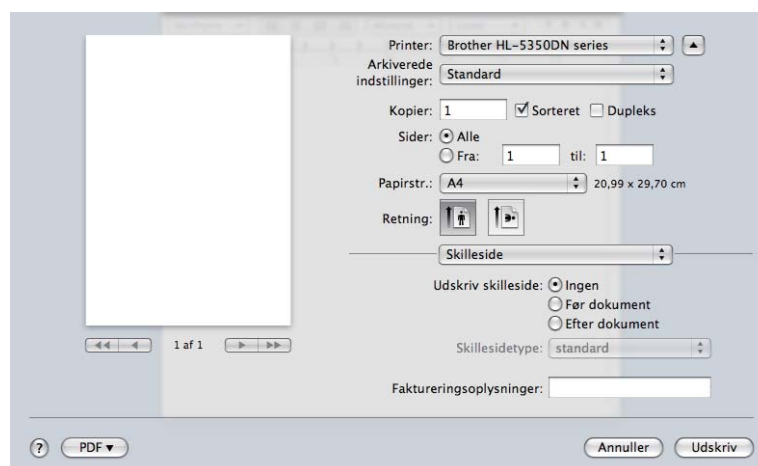 Printer: Brother HL-5350DN series
Arkiverede indstillinger: Standard
Kopier: 1 Sorteret Dupleks
Sider: Alle
Fra: 1 til: 1
Papirstr.: A4 20,99 x 29,70 cm
Retning:
Skilleside
Udskriv skilleside: Ingen
Før dokument
Efter dokument
1 af 1
Skillesidetype: standard
Faktureringsoplysninger:
? PDF Annuller Udskriv